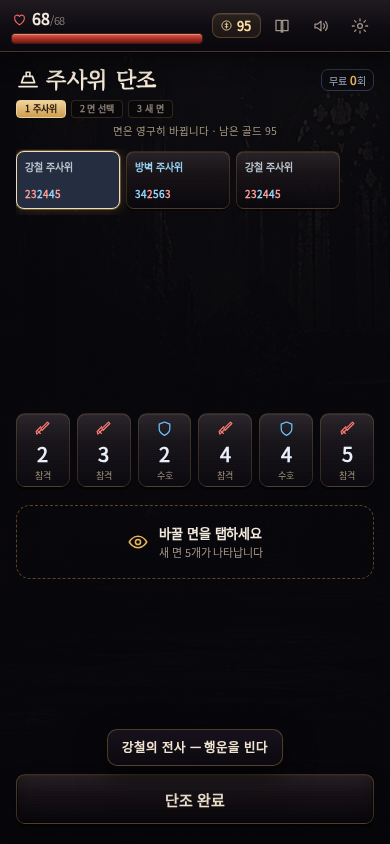 68/68
95
주사위 단조
무료 0회
1 주사위 2 면 선택 3 새 면
면은 영구히 바뀝니다 · 남은 골드 95
강철 주사위 방벽 주사위 강철 주사위
232445 342563 232445
2 3 2 4 4 5
참격 참격 수호 참격 수호 참격
바꿀 면을 탭하세요
새 면 5개가 나타납니다
강철의 전사 — 행운을 빈다
단조 완료